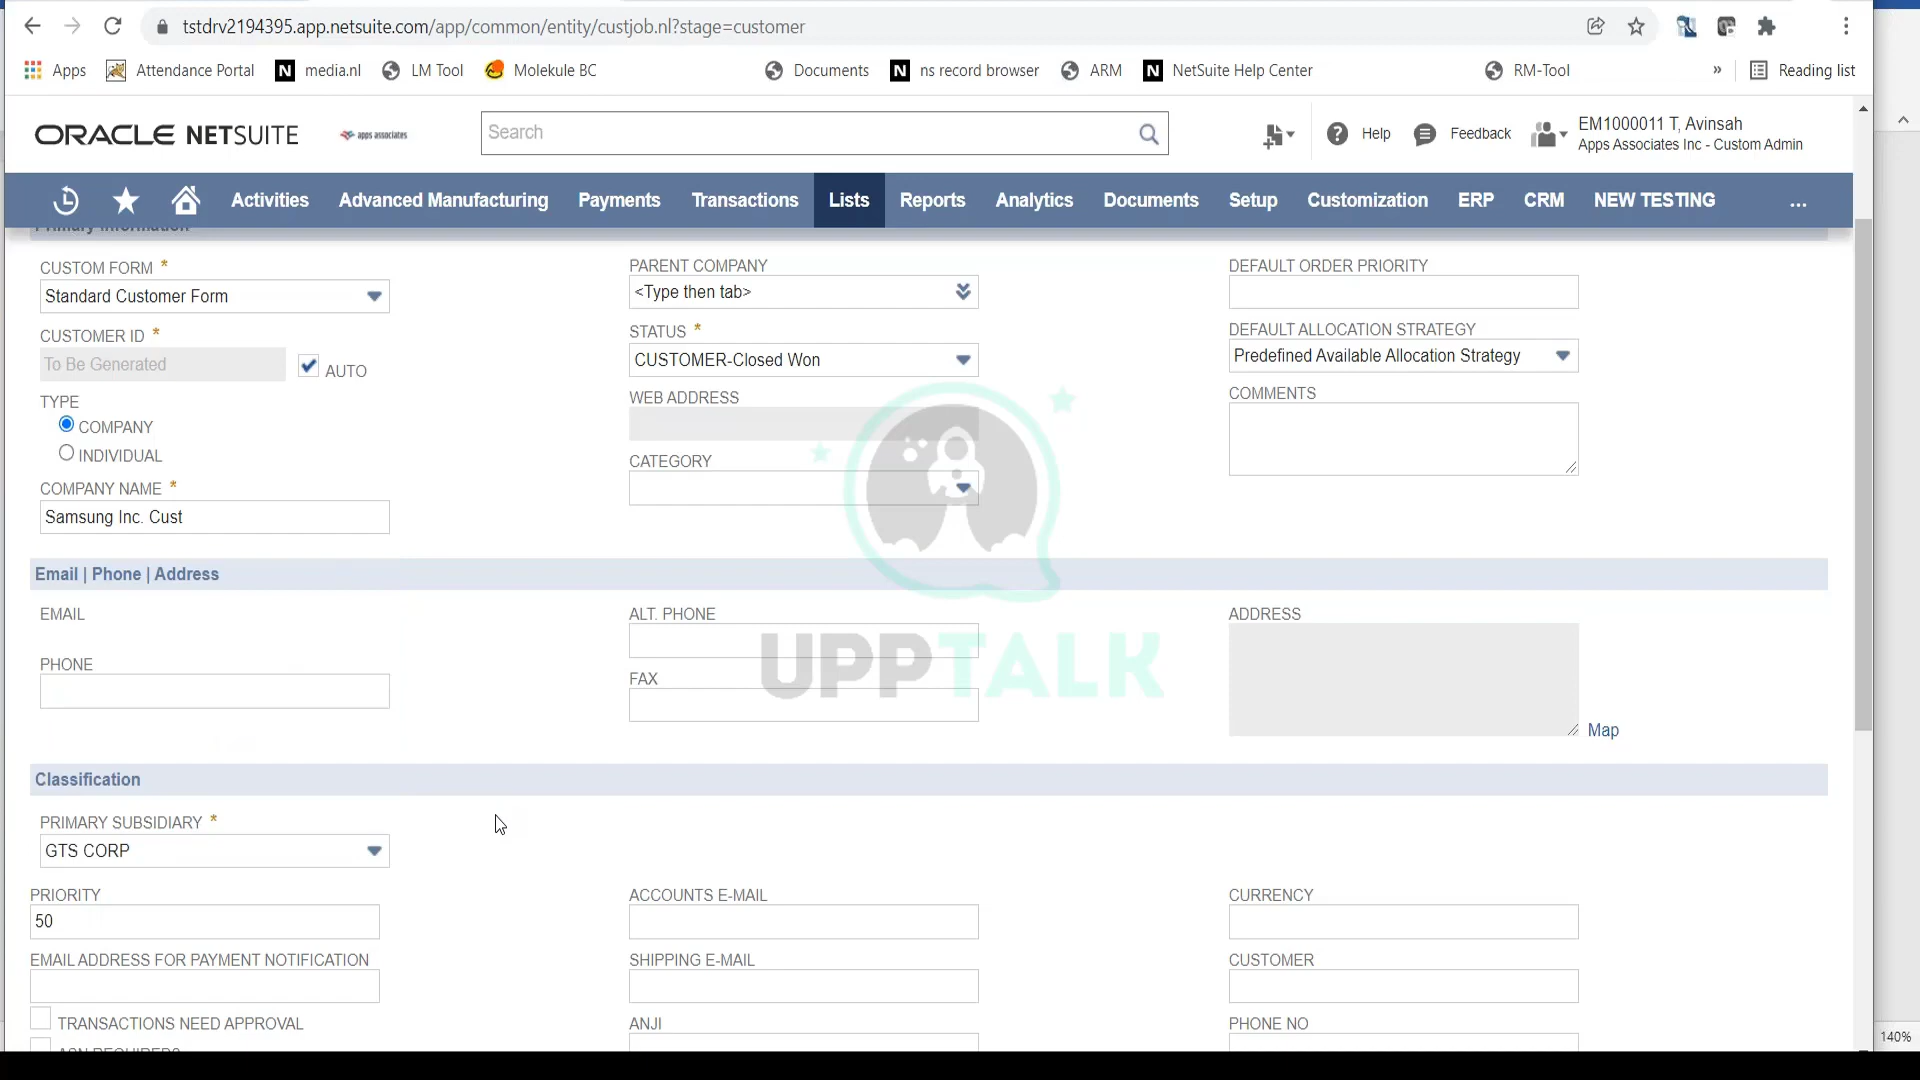 tstdrv2194395.app.netsuite.com/app/common/entity/custjob.nl?stage=customer
Apps Attendance Portal N media.nl LM Tool Molekule BC Documents N ns record browser ARM N NetSuite Help Center RM-Tool » Reading list
ORACLE NETSUITE apps associates Search Help Feedback EM1000011 T, Avinsah
Apps Associates Inc - Custom Admin
Activities Advanced Manufacturing Payments Transactions Lists Reports Analytics Documents Setup Customization ERP CRM NEW TESTING ...
Primary Information
CUSTOM FORM *
Standard Customer Form
CUSTOMER ID *
To Be Generated AUTO
TYPE
COMPANY
INDIVIDUAL
COMPANY NAME *
Samsung Inc. Cust
PARENT COMPANY
<Type then tab>
STATUS *
CUSTOMER-Closed Won
WEB ADDRESS
CATEGORY
DEFAULT ORDER PRIORITY
DEFAULT ALLOCATION STRATEGY
Predefined Available Allocation Strategy
COMMENTS
Email | Phone | Address
EMAIL
PHONE
ALT. PHONE
FAX
ADDRESS
Map
UPPTALK
Classification
PRIMARY SUBSIDIARY *
GTS CORP
PRIORITY
50
EMAIL ADDRESS FOR PAYMENT NOTIFICATION
TRANSACTIONS NEED APPROVAL
ASN REQUIRED?
ACCOUNTS E-MAIL
SHIPPING E-MAIL
ANJI
CURRENCY
CUSTOMER
PHONE NO
140%